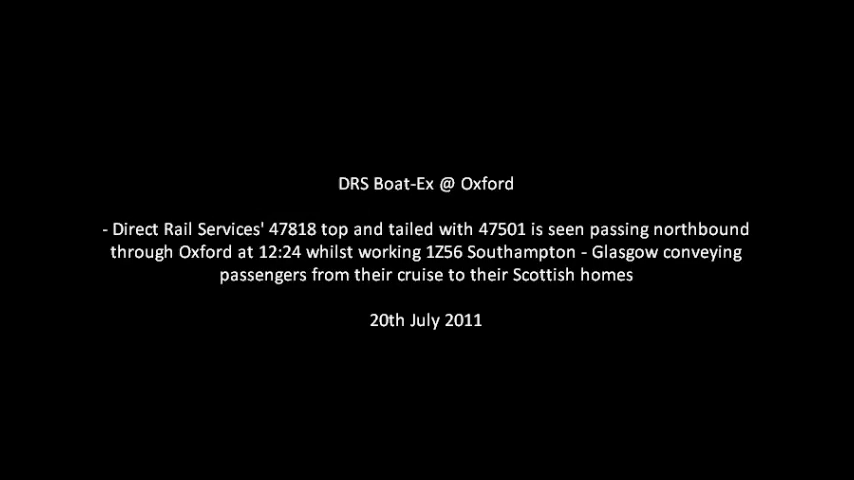 DRS Boat-Ex @ Oxford
- Direct Rail Services' 47818 top and tailed with 47501 is seen passing northbound
through Oxford at 12:24 whilst working 1Z56 Southampton - Glasgow conveying
passengers from their cruise to their Scottish homes
20th July 2011